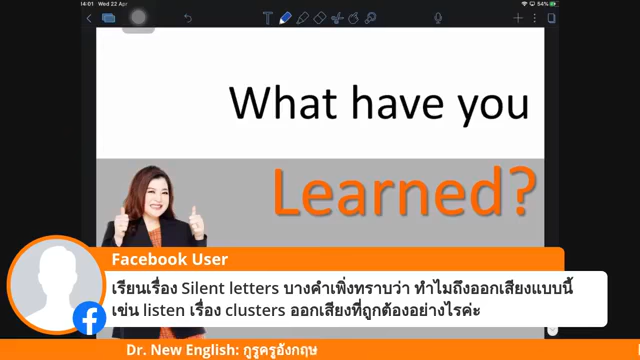 14:01 Wed 22 Apr
54%
What have you
Learned?
Facebook User
เรียนเรื่อง Silent letters บางคำเพิ่งทราบว่า ทำไมถึงออกเสียงแบบนี้
เช่น listen เรื่อง clusters ออกเสียงที่ถูกต้องอย่างไรค่ะ
Dr. New English: กูรูครูอังกฤษ